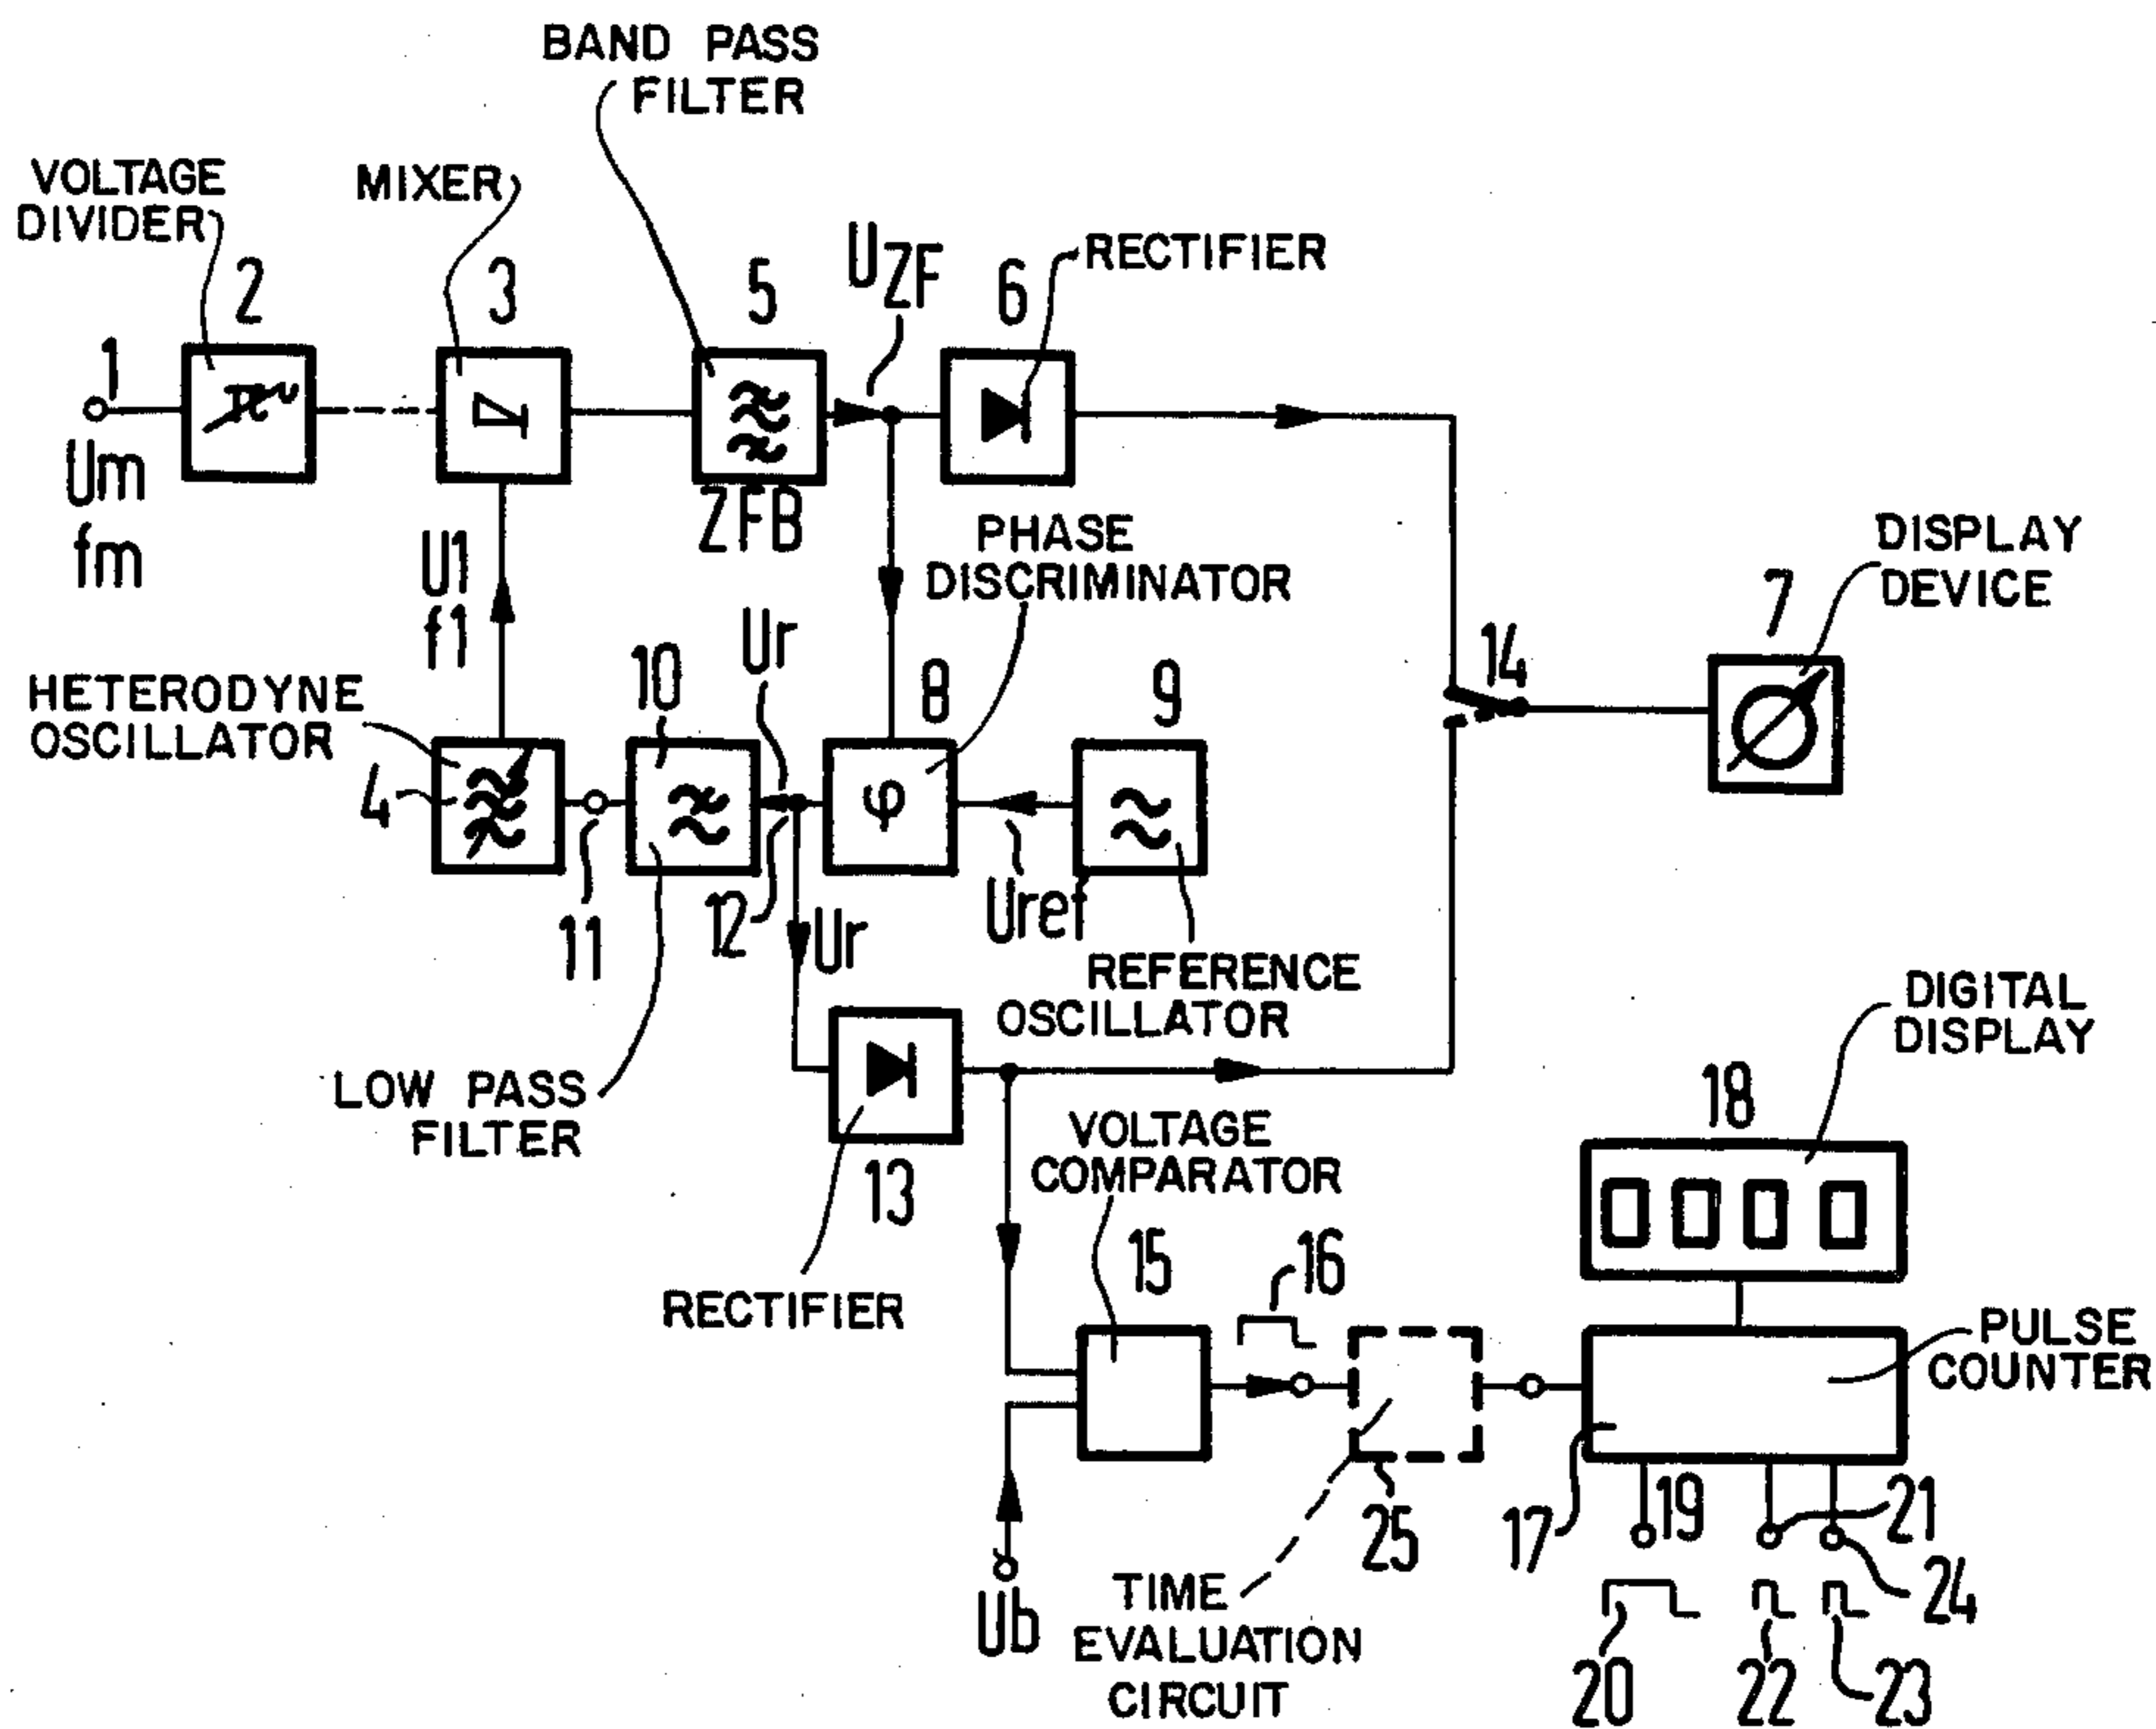 BAND PASS
FILTER
VOLTAGE
DIVIDER
MIXER
RECTIFIER
2
3
5
UZF
6
1
Um
fm
ZFB
PHASE
DISCRIMINATOR
DISPLAY
DEVICE
7
U1
f1
Ur
10
8
9
14
HETERODYNE
OSCILLATOR
4
φ
11
12
Ur
Uref
REFERENCE
OSCILLATOR
DIGITAL
DISPLAY
18
LOW PASS
FILTER
13
RECTIFIER
VOLTAGE
COMPARATOR
15
16
0000
PULSE
COUNTER
17
19
21
24
25
Ub
TIME
EVALUATION
CIRCUIT
20
22
23